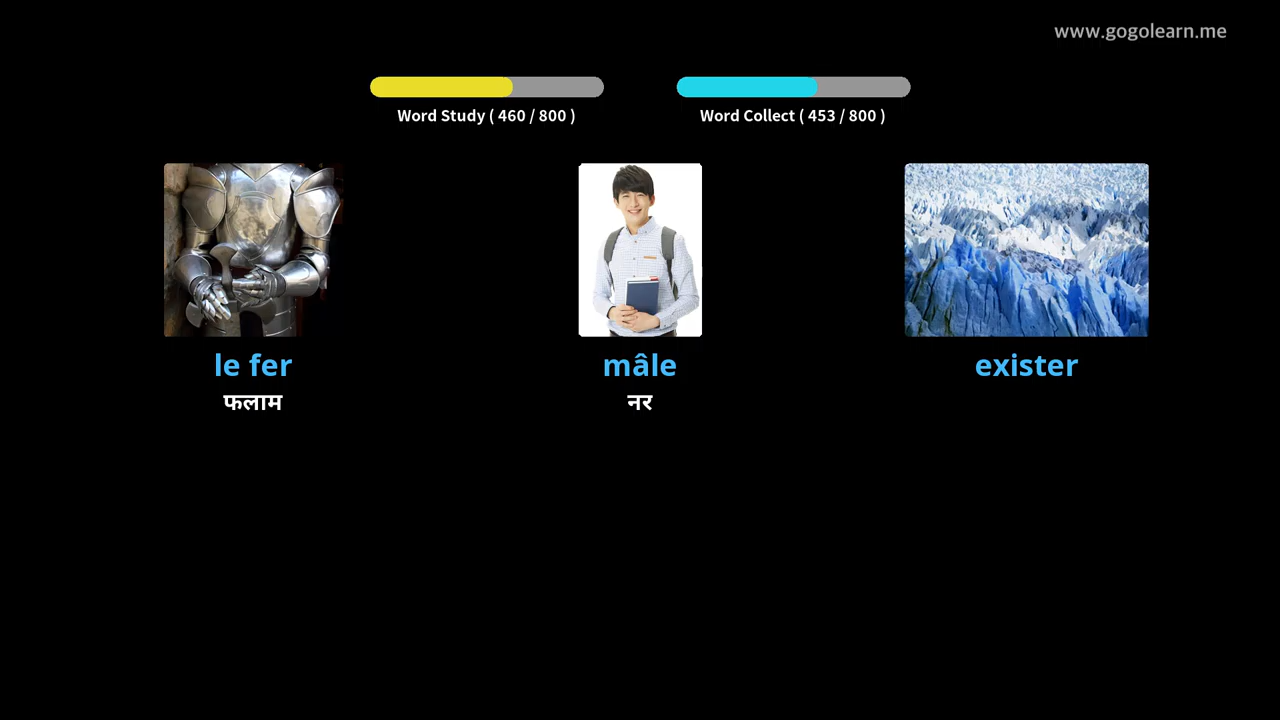 www.gogolearn.me
Word Study ( 460 / 800 )
Word Collect ( 453 / 800 )
le fer
mâle
exister
फलाम
नर